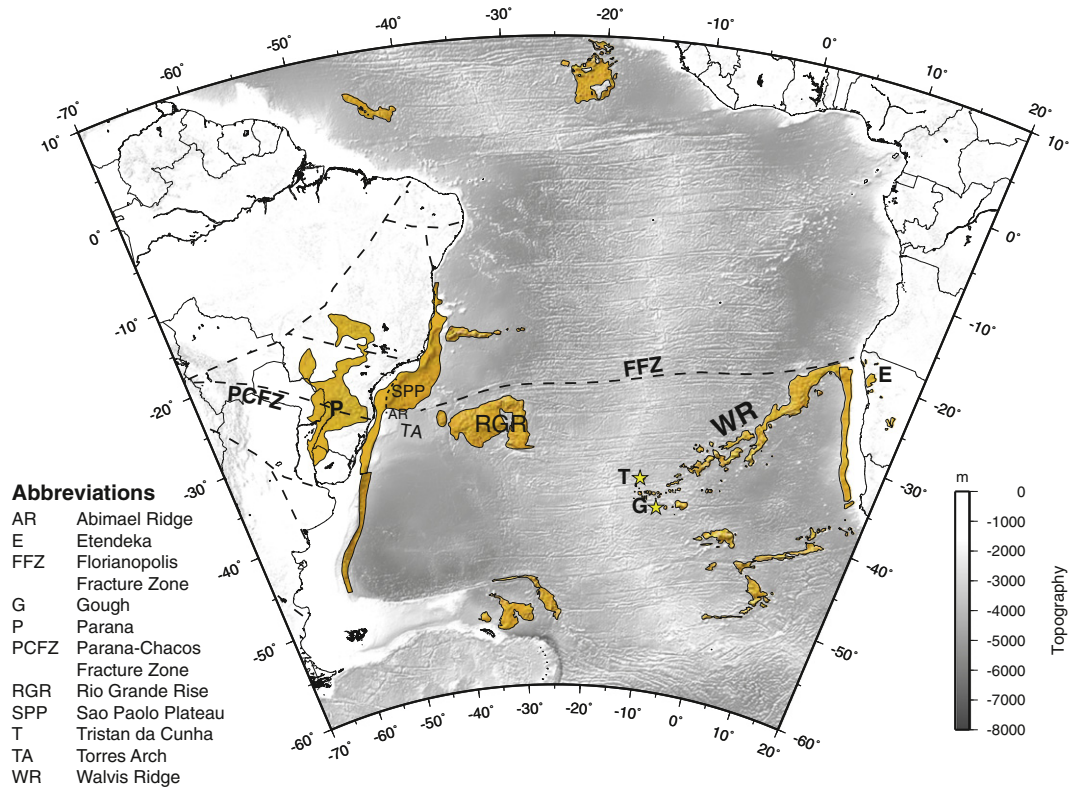 -70° -60° -50° -40° -30° -20° -10° 0° 10° 20°
10° 10°
0° 0°
-10° -10°
-20° -20°
-30° -30°
-40° -40°
-50° -50°
-60° -60°
-60° -50° -40° -30° -20° -10° 0° 10° 20°
FFZ
E
PCFZ
P
SPP
AR
TA
RGR
WR
T
G
Abbreviations
AR Abimael Ridge
E Etendeka
FFZ Florianopolis
Fracture Zone
G Gough
P Parana
PCFZ Parana-Chacos
Fracture Zone
RGR Rio Grande Rise
SPP Sao Paolo Plateau
T Tristan da Cunha
TA Torres Arch
WR Walvis Ridge
m
0
-1000
-2000
-3000
-4000
-5000
-6000
-7000
-8000
Topography